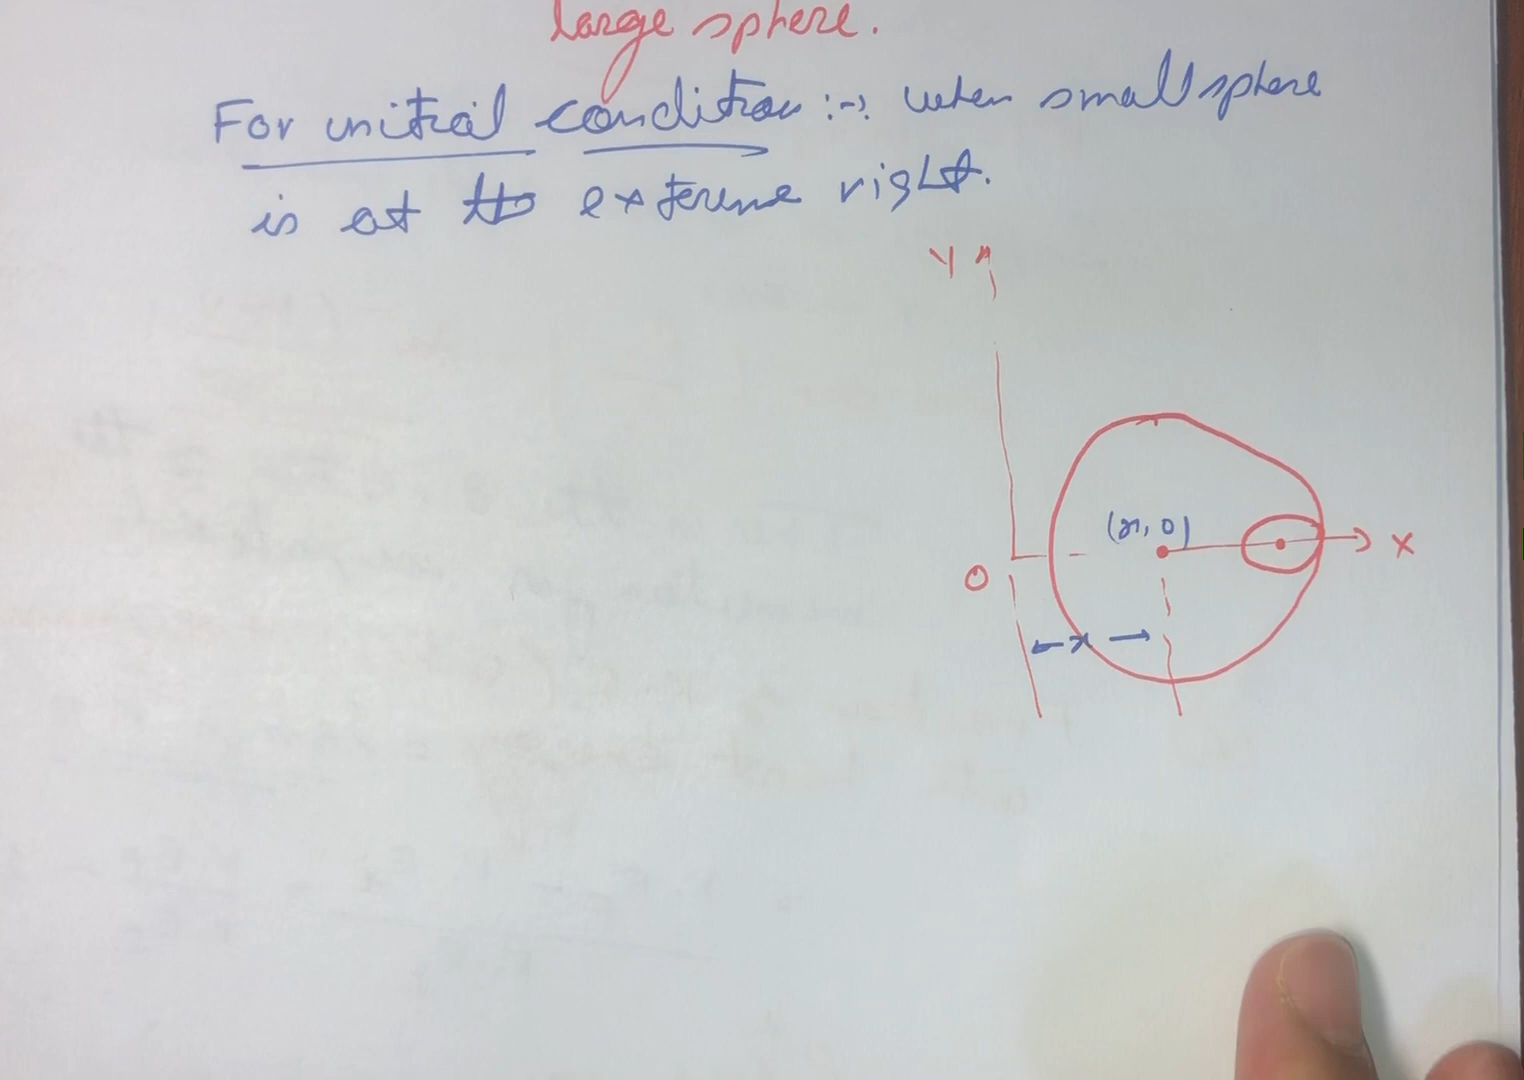 large sphere.
For initial condition :→ when small sphere
is at the extreme right.
Y
(x, 0)
X
O
x